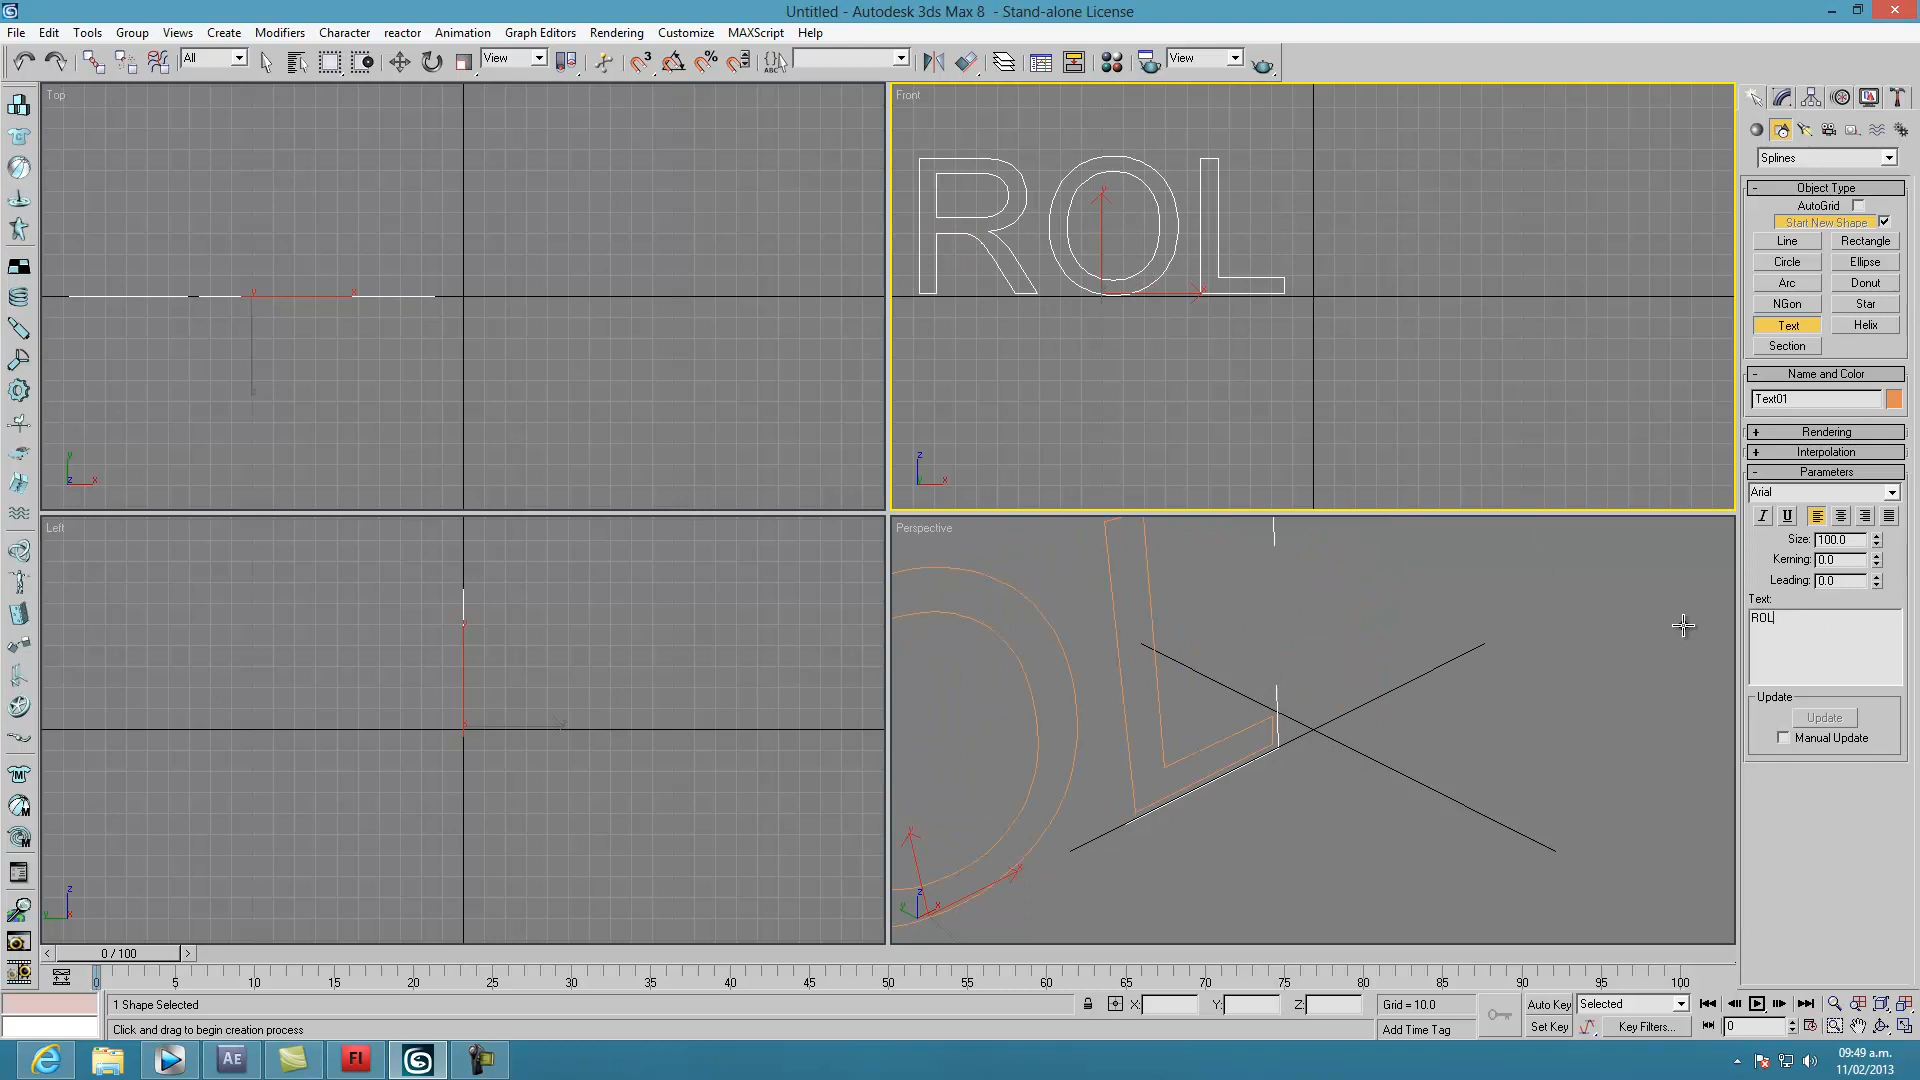 Untitled - Autodesk 3ds Max 8 - Stand-alone License
File Edit Tools Group Views Create Modifiers Character reactor Animation Graph Editors Rendering Customize MAXScript Help
All View View
Top
Front
ROL
Left
Perspective
Splines
- Object Type
AutoGrid
Start New Shape
Line Rectangle
Circle Ellipse
Arc Donut
NGon Star
Text Helix
Section
- Name and Color
Text01
+ Rendering
+ Interpolation
- Parameters
Arial
I U
Size: 100.0
Kerning: 0.0
Leading: 0.0
Text:
ROL
Update
Update
Manual Update
< 0 / 100 >
0 5 10 15 20 25 30 35 40 45 50 55 60 65 70 75 80 85 90 95 100
1 Shape Selected X: Y: Z: Grid = 10.0 Auto Key Selected
Click and drag to begin creation process Add Time Tag Set Key Key Filters... 0
AE Fl
09:49 a.m.
11/02/2013